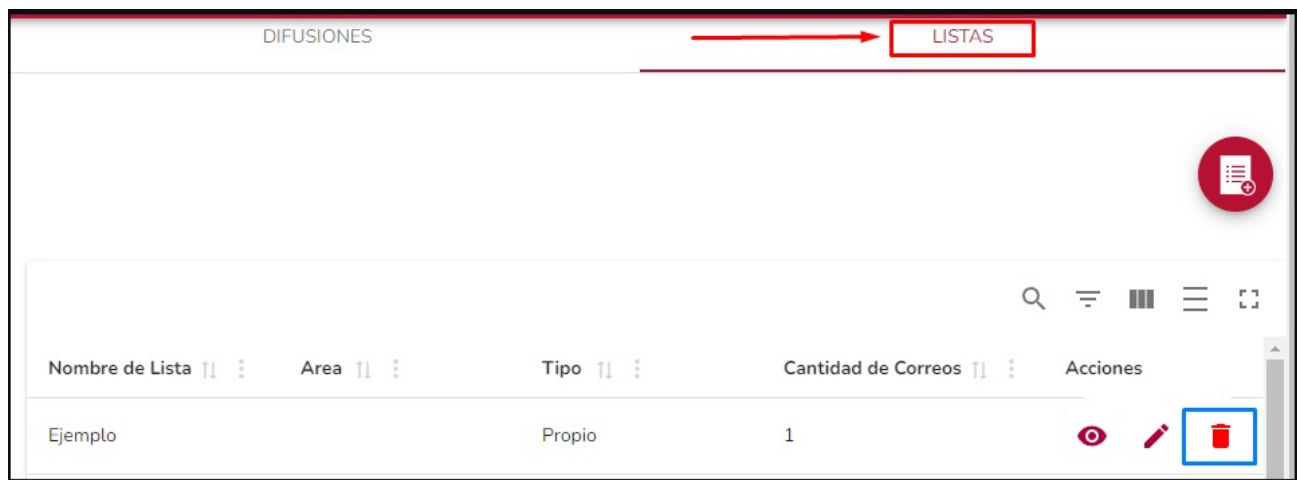 DIFUSIONES LISTAS
Nombre de Lista Area Tipo Cantidad de Correos Acciones
Ejemplo Propio 1